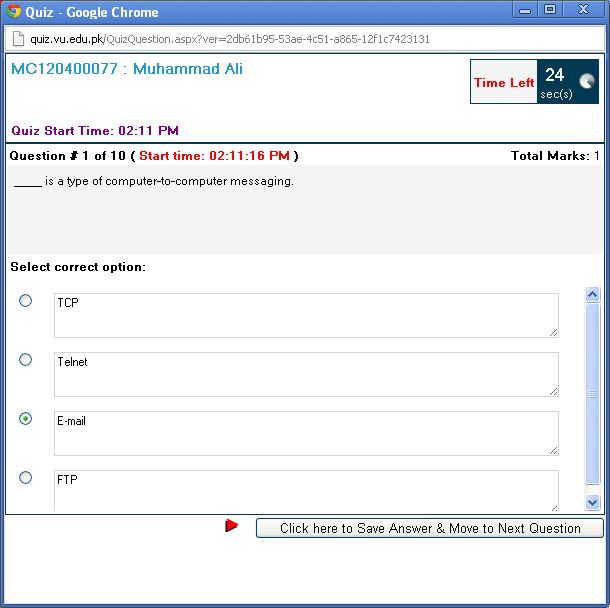 Quiz - Google Chrome
quiz.vu.edu.pk/QuizQuestion.aspx?ver=2db61b95-53ae-4c51-a865-12f1c7423131
MC120400077 : Muhammad Ali
Time Left 24 sec(s)
Quiz Start Time: 02:11 PM
Question # 1 of 10 ( Start time: 02:11:16 PM ) Total Marks: 1
_____ is a type of computer-to-computer messaging.
Select correct option:
TCP
Telnet
E-mail
FTP
Click here to Save Answer & Move to Next Question